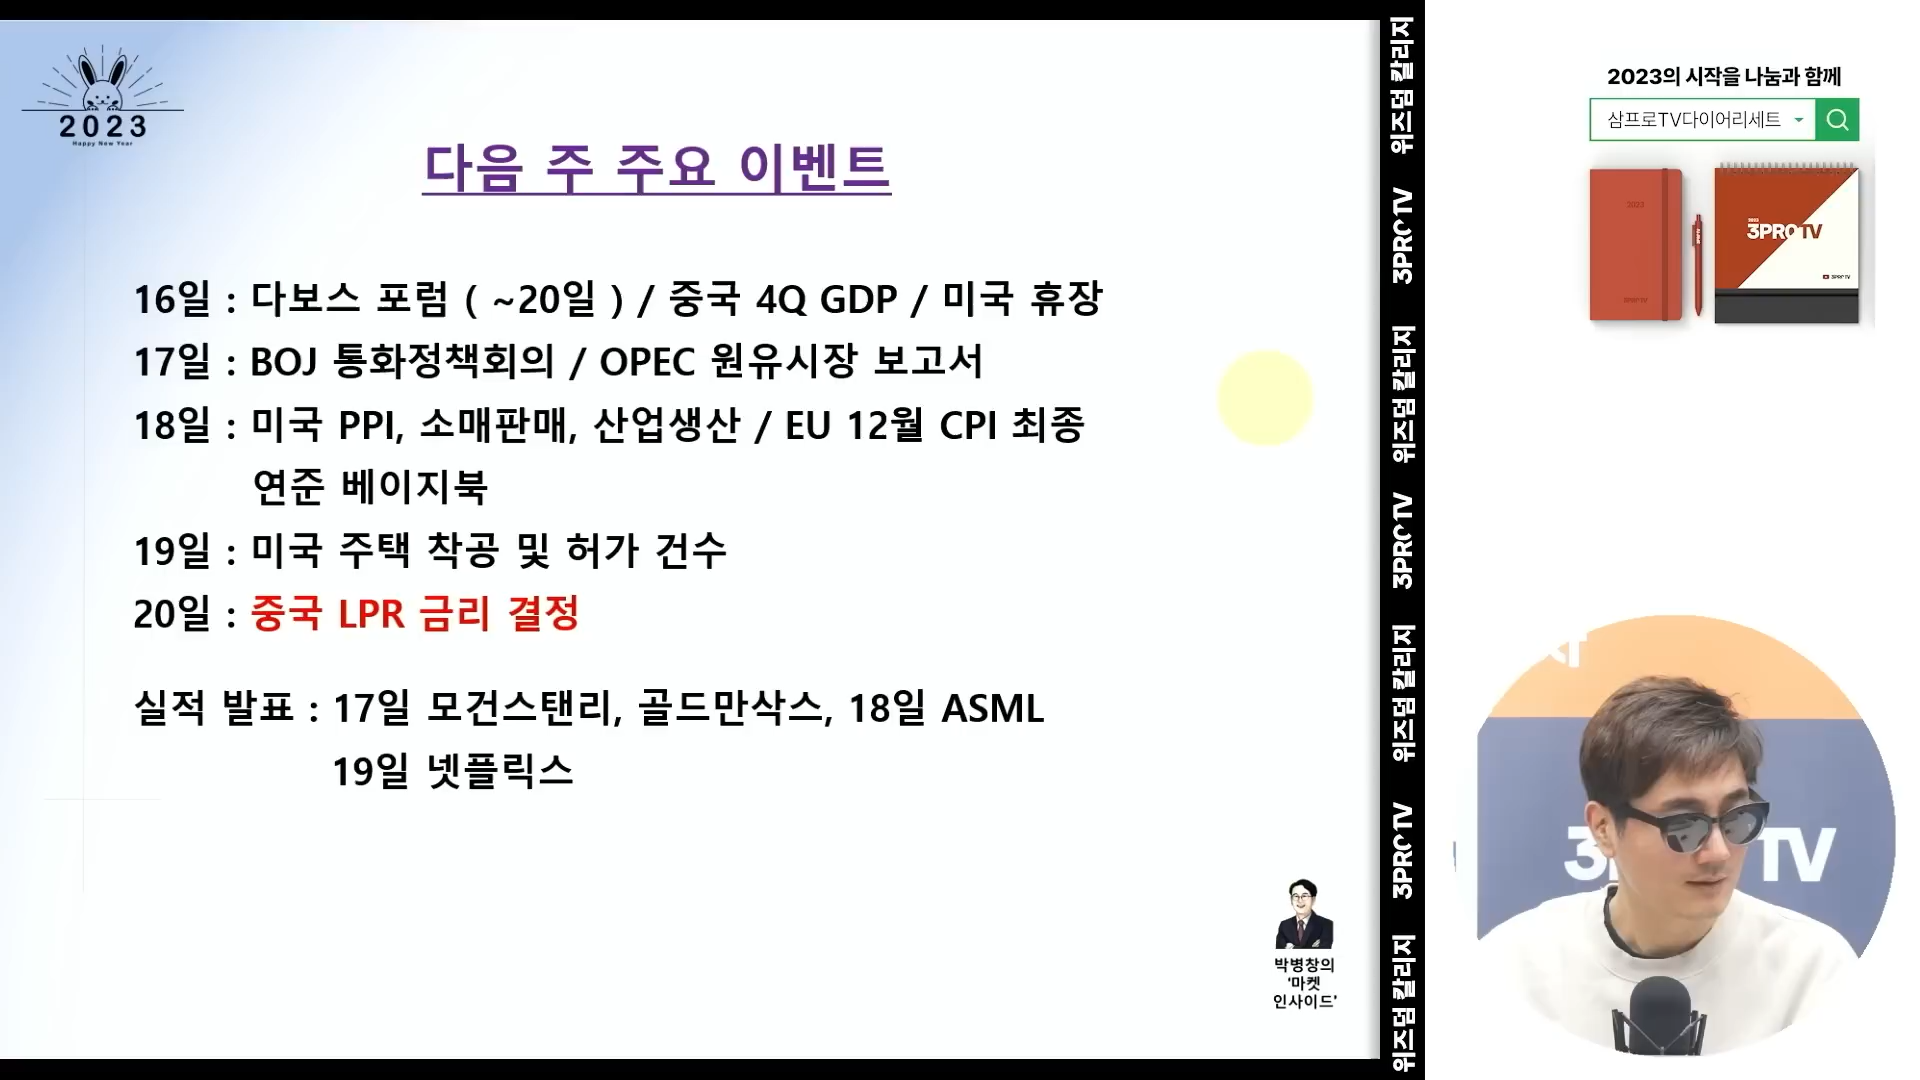 2023
Happy New Year
다음 주 주요 이벤트
16일 : 다보스 포럼 ( ~20일 ) / 중국 4Q GDP / 미국 휴장
17일 : BOJ 통화정책회의 / OPEC 원유시장 보고서
18일 : 미국 PPI, 소매판매, 산업생산 / EU 12월 CPI 최종
연준 베이지북
19일 : 미국 주택 착공 및 허가 건수
20일 : 중국 LPR 금리 결정
실적 발표 : 17일 모건스탠리, 골드만삭스, 18일 ASML
19일 넷플릭스
박병창의
'마켓
인사이드'
위즈덤 칼리지
3PROTV
위즈덤 칼리지
3PROTV
위즈덤 칼리지
3PROTV
위즈덤 칼리지
2023의 시작을 나눔과 함께
삼프로TV다이어리세트
2023
3PROTV
2023
3PROTV
3PROTV
3 TV